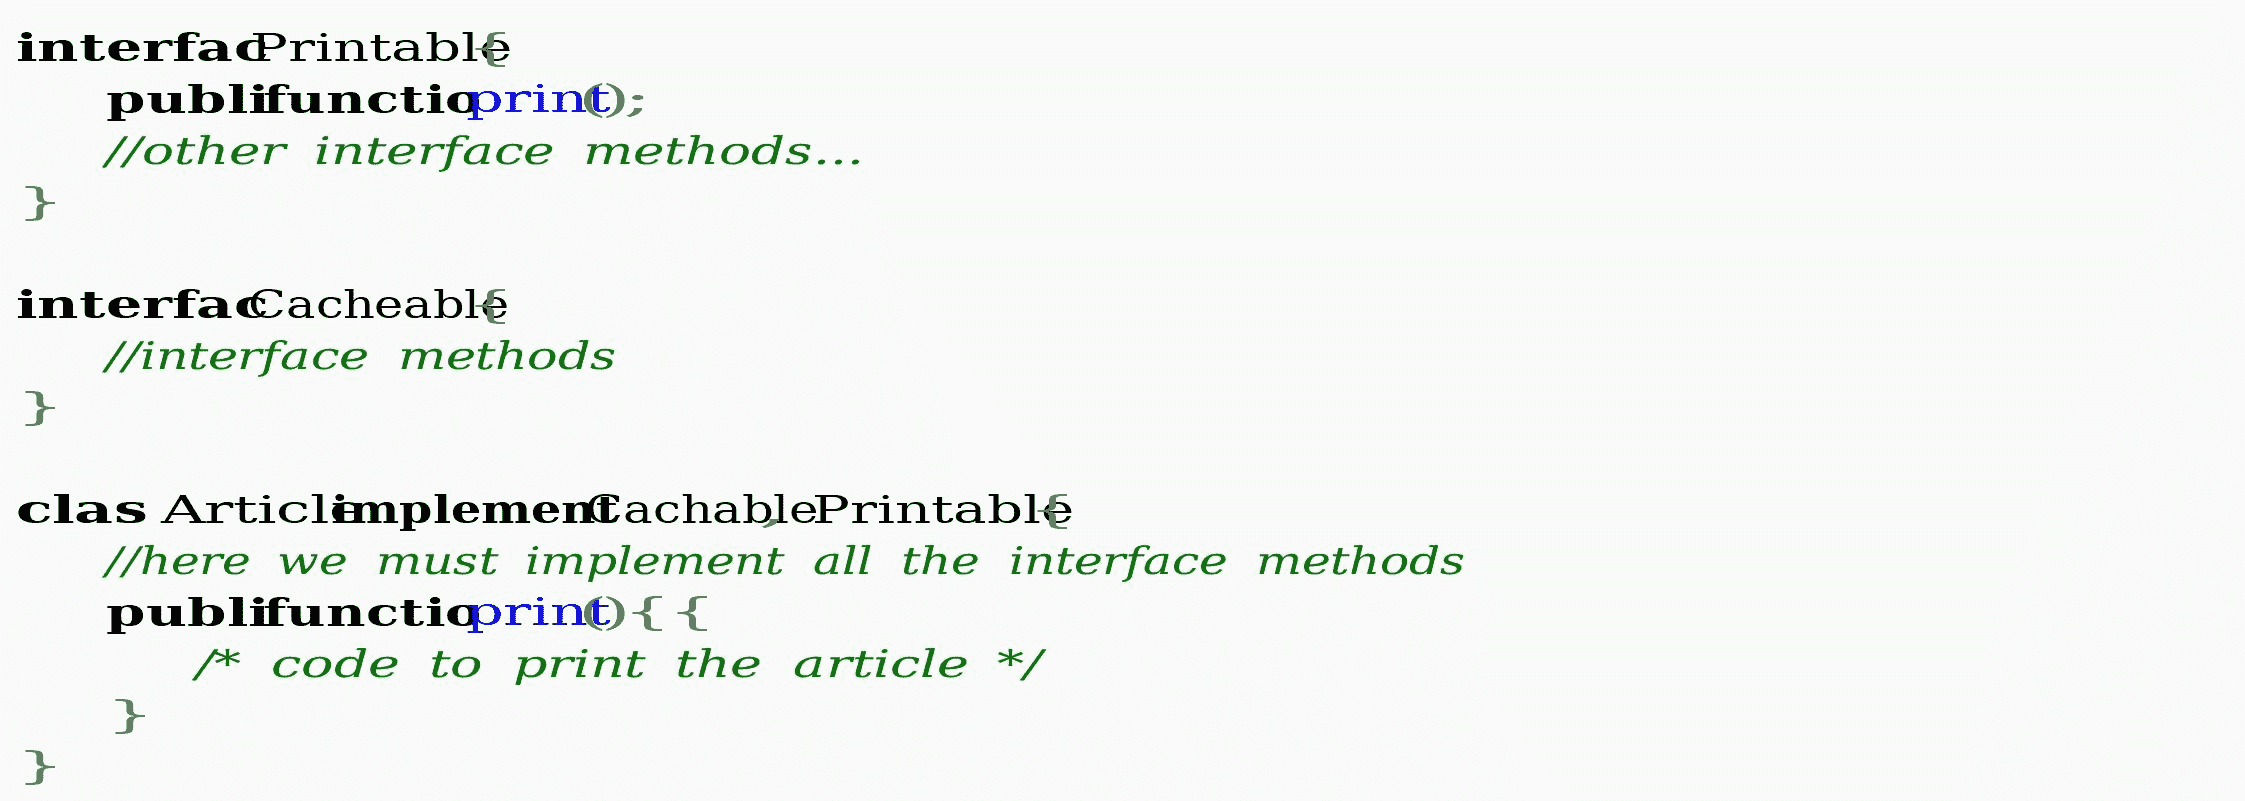 interfac Printable {
    publi functio print();
    //other interface methods...
}

interfac Cacheable {
    //interface methods
}

clas Article implement Cachable, Printable {
    //here we must implement all the interface methods
    publi functio print(){ {
        /* code to print the article */
    }
}